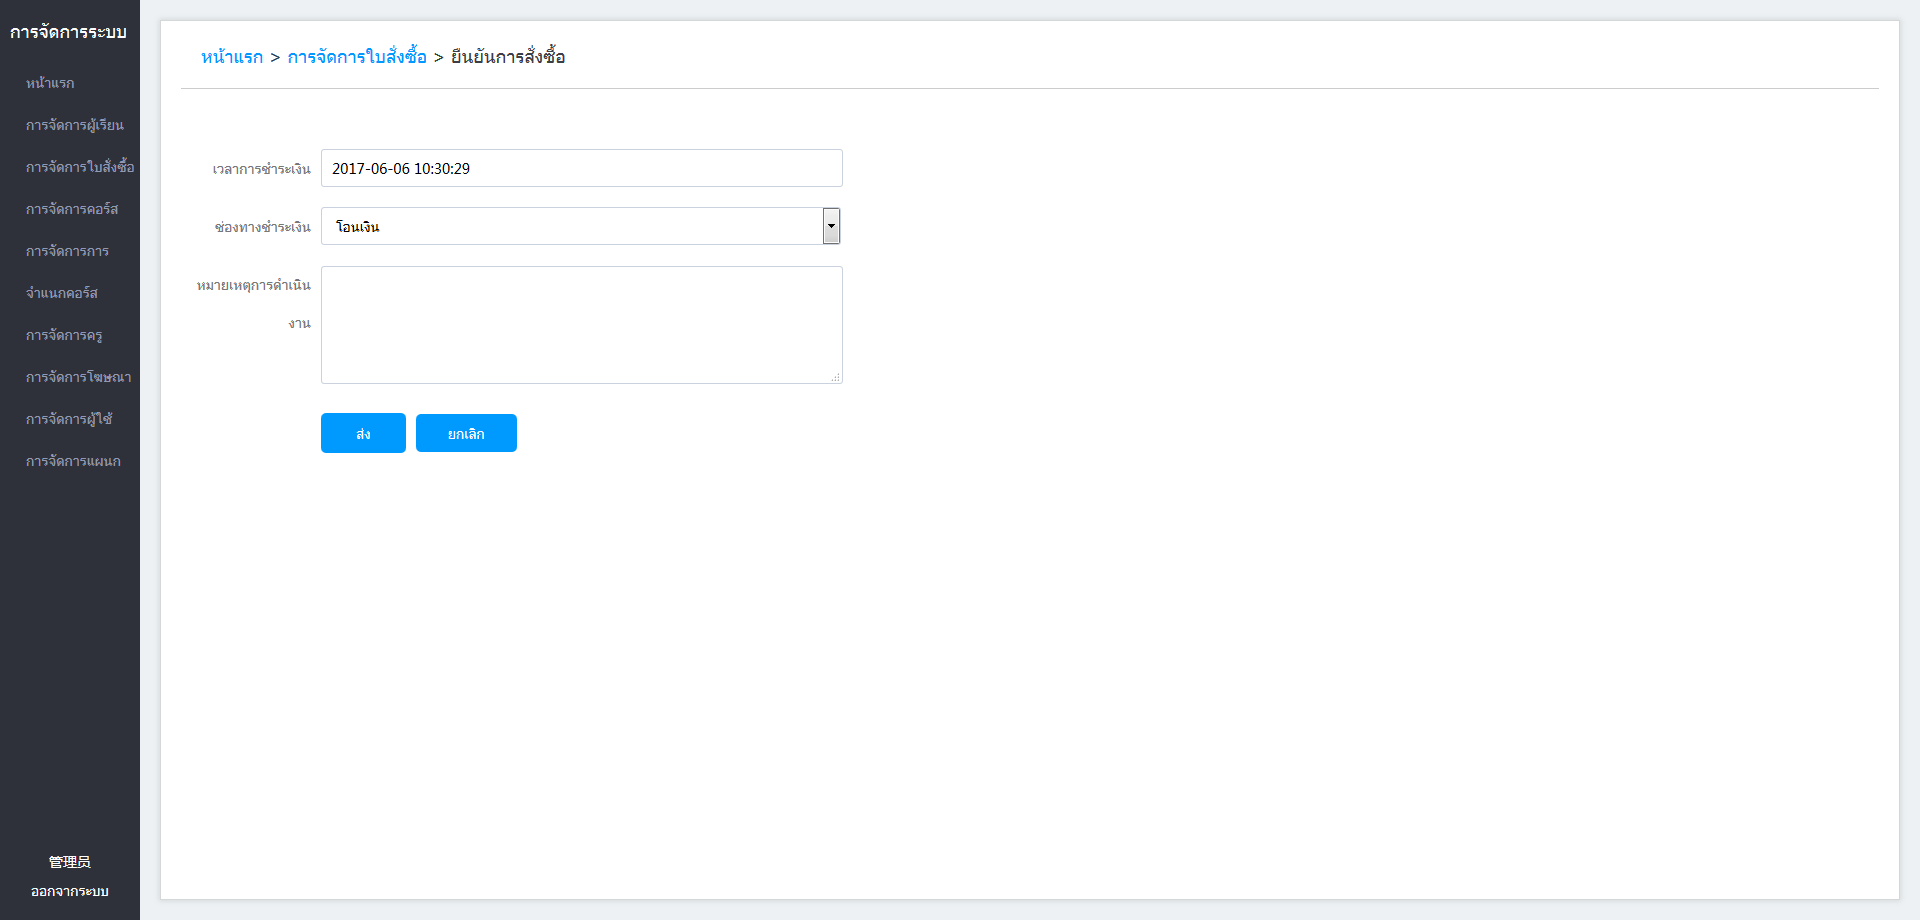 การจัดการระบบ
หน้าแรก
การจัดการผู้เรียน
การจัดการใบสั่งซื้อ
การจัดการคอร์ส
การจัดการการ
จำแนกคอร์ส
การจัดการครู
การจัดการโฆษณา
การจัดการผู้ใช้
การจัดการแผนก
管理员
ออกจากระบบ
หน้าแรก > การจัดการใบสั่งซื้อ > ยืนยันการสั่งซื้อ
เวลาการชำระเงิน 2017-06-06 10:30:29
ช่องทางชำระเงิน โอนเงิน
หมายเหตุการดำเนิน
งาน
ส่ง ยกเลิก